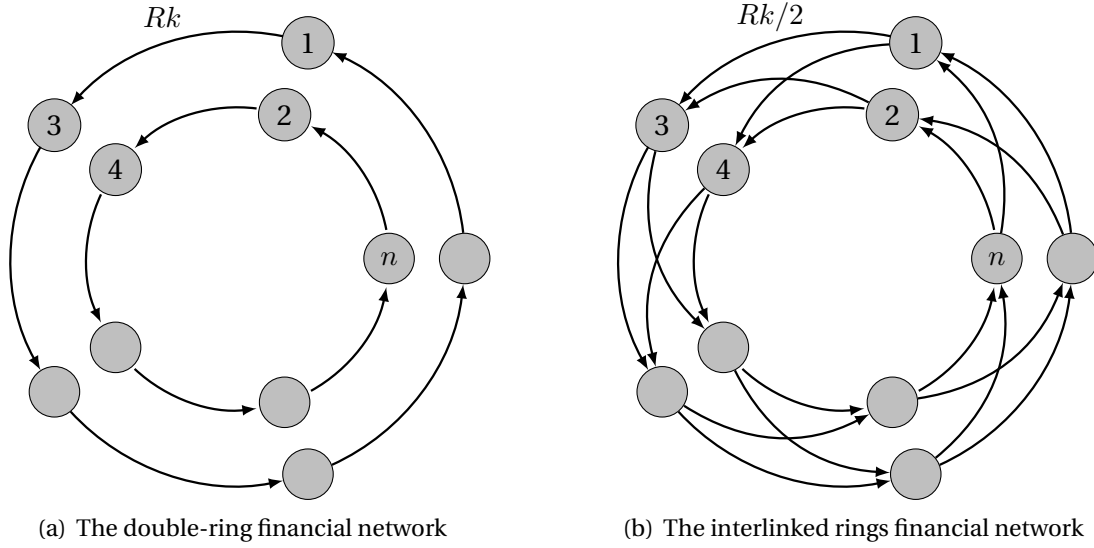 Rk
1
3
2
4
n
(a) The double-ring financial network
Rk/2
1
3
2
4
n
(b) The interlinked rings financial network